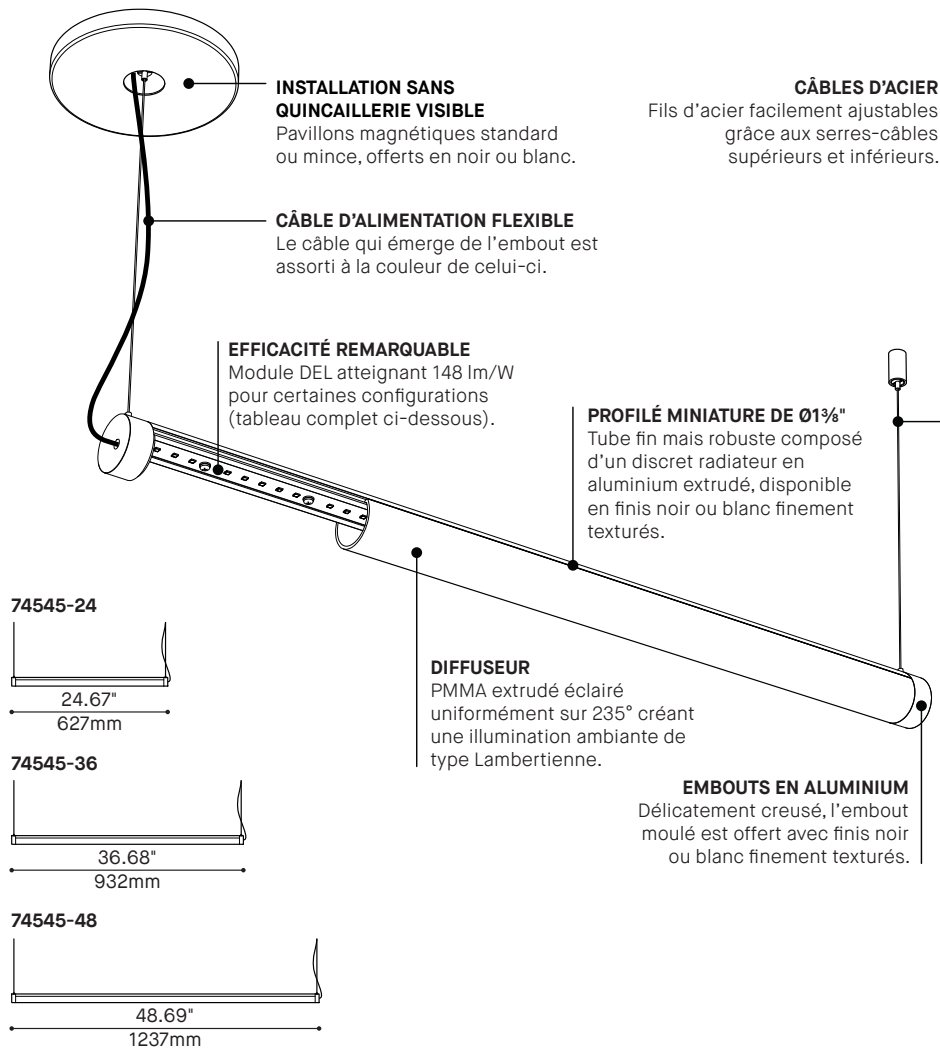 INSTALLATION SANS
QUINCAILLERIE VISIBLE
Pavillons magnétiques standard
ou mince, offerts en noir ou blanc.
CÂBLES D'ACIER
Fils d'acier facilement ajustables
grâce aux serres-câbles
supérieurs et inférieurs.
CÂBLE D'ALIMENTATION FLEXIBLE
Le câble qui émerge de l'embout est
assorti à la couleur de celui-ci.
EFFICACITÉ REMARQUABLE
Module DEL atteignant 148 lm/W
pour certaines configurations
(tableau complet ci-dessous).
PROFILÉ MINIATURE DE Ø1⅜"
Tube fin mais robuste composé
d'un discret radiateur en
aluminium extrudé, disponible
en finis noir ou blanc finement
texturés.
DIFFUSEUR
PMMA extrudé éclairé
uniformément sur 235° créant
une illumination ambiante de
type Lambertienne.
EMBOUTS EN ALUMINIUM
Délicatement creusé, l'embout
moulé est offert avec finis noir
ou blanc finement texturés.
74545-24
24.67"
627mm
74545-36
36.68"
932mm
74545-48
48.69"
1237mm